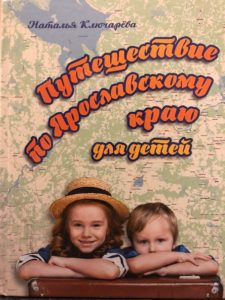 Наталья Ключарёва
Путешествие
по Ярославскому
краю
для детей